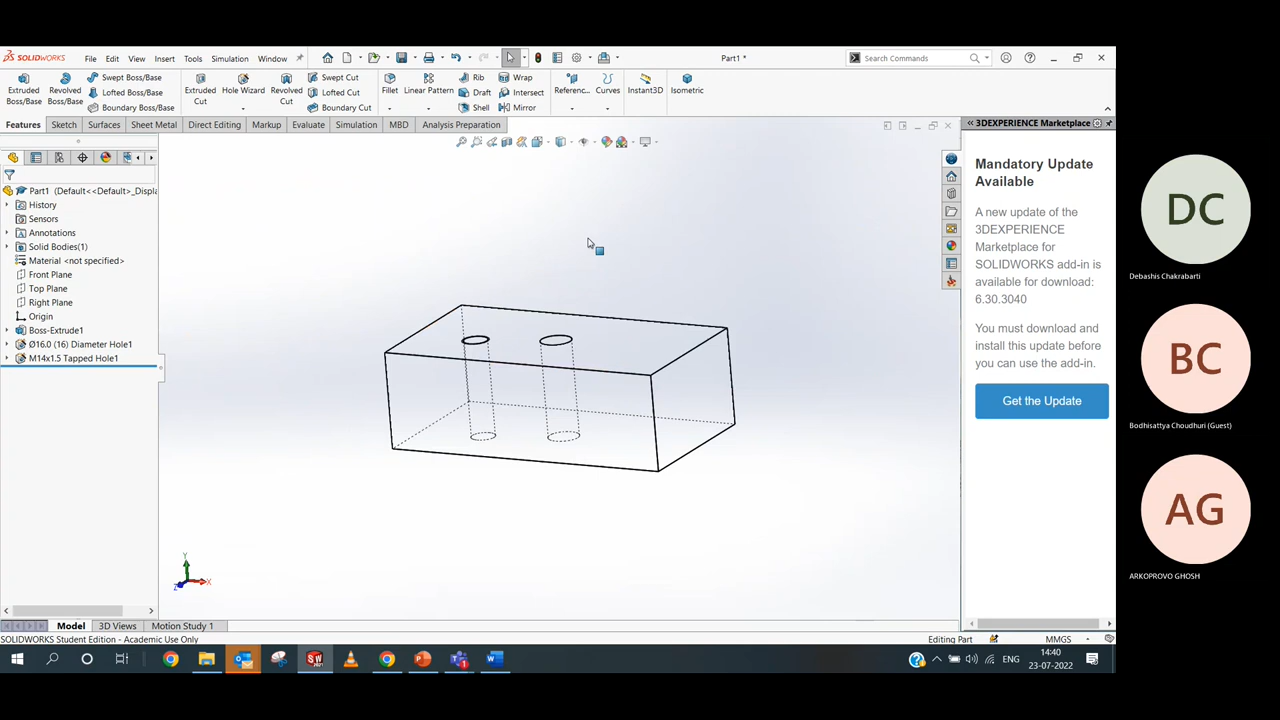 SOLIDWORKS File Edit View Insert Tools Simulation Window Part1 * Search Commands
Extruded Boss/Base
Revolved Boss/Base
Swept Boss/Base
Lofted Boss/Base
Boundary Boss/Base
Extruded Cut
Hole Wizard
Revolved Cut
Swept Cut
Lofted Cut
Boundary Cut
Fillet
Linear Pattern
Rib
Draft
Shell
Wrap
Intersect
Mirror
Referenc...
Curves
Instant3D
Isometric
Features Sketch Surfaces Sheet Metal Direct Editing Markup Evaluate Simulation MBD Analysis Preparation
Part1 (Default<<Default>_Displa
History
Sensors
Annotations
Solid Bodies(1)
Material <not specified>
Front Plane
Top Plane
Right Plane
Origin
Boss-Extrude1
Ø16.0 (16) Diameter Hole1
M14x1.5 Tapped Hole1
Y
X
Z
3DEXPERIENCE Marketplace
Mandatory Update
Available
A new update of the
3DEXPERIENCE
Marketplace for
SOLIDWORKS add-in is
available for download:
6.30.3040
You must download and
install this update before
you can use the add-in.
Get the Update
Model 3D Views Motion Study 1
SOLIDWORKS Student Edition - Academic Use Only Editing Part MMGS
ENG
14:40
23-07-2022
DC
Debashis Chakrabarti
BC
Bodhisattya Choudhuri (Guest)
AG
ARKOPROVO GHOSH